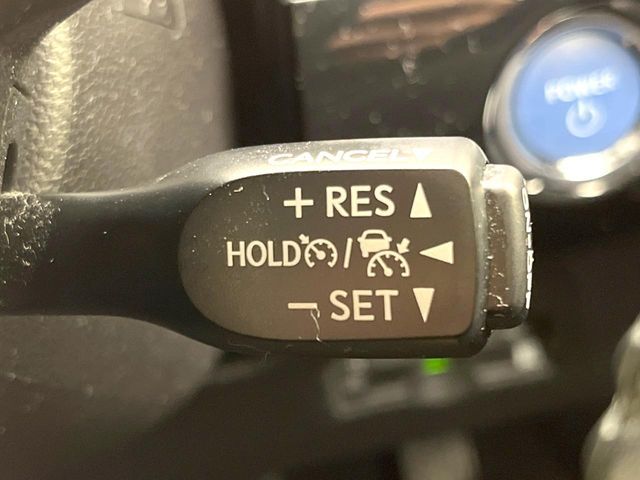 CANCEL
+ RES
HOLD /
− SET
POWER